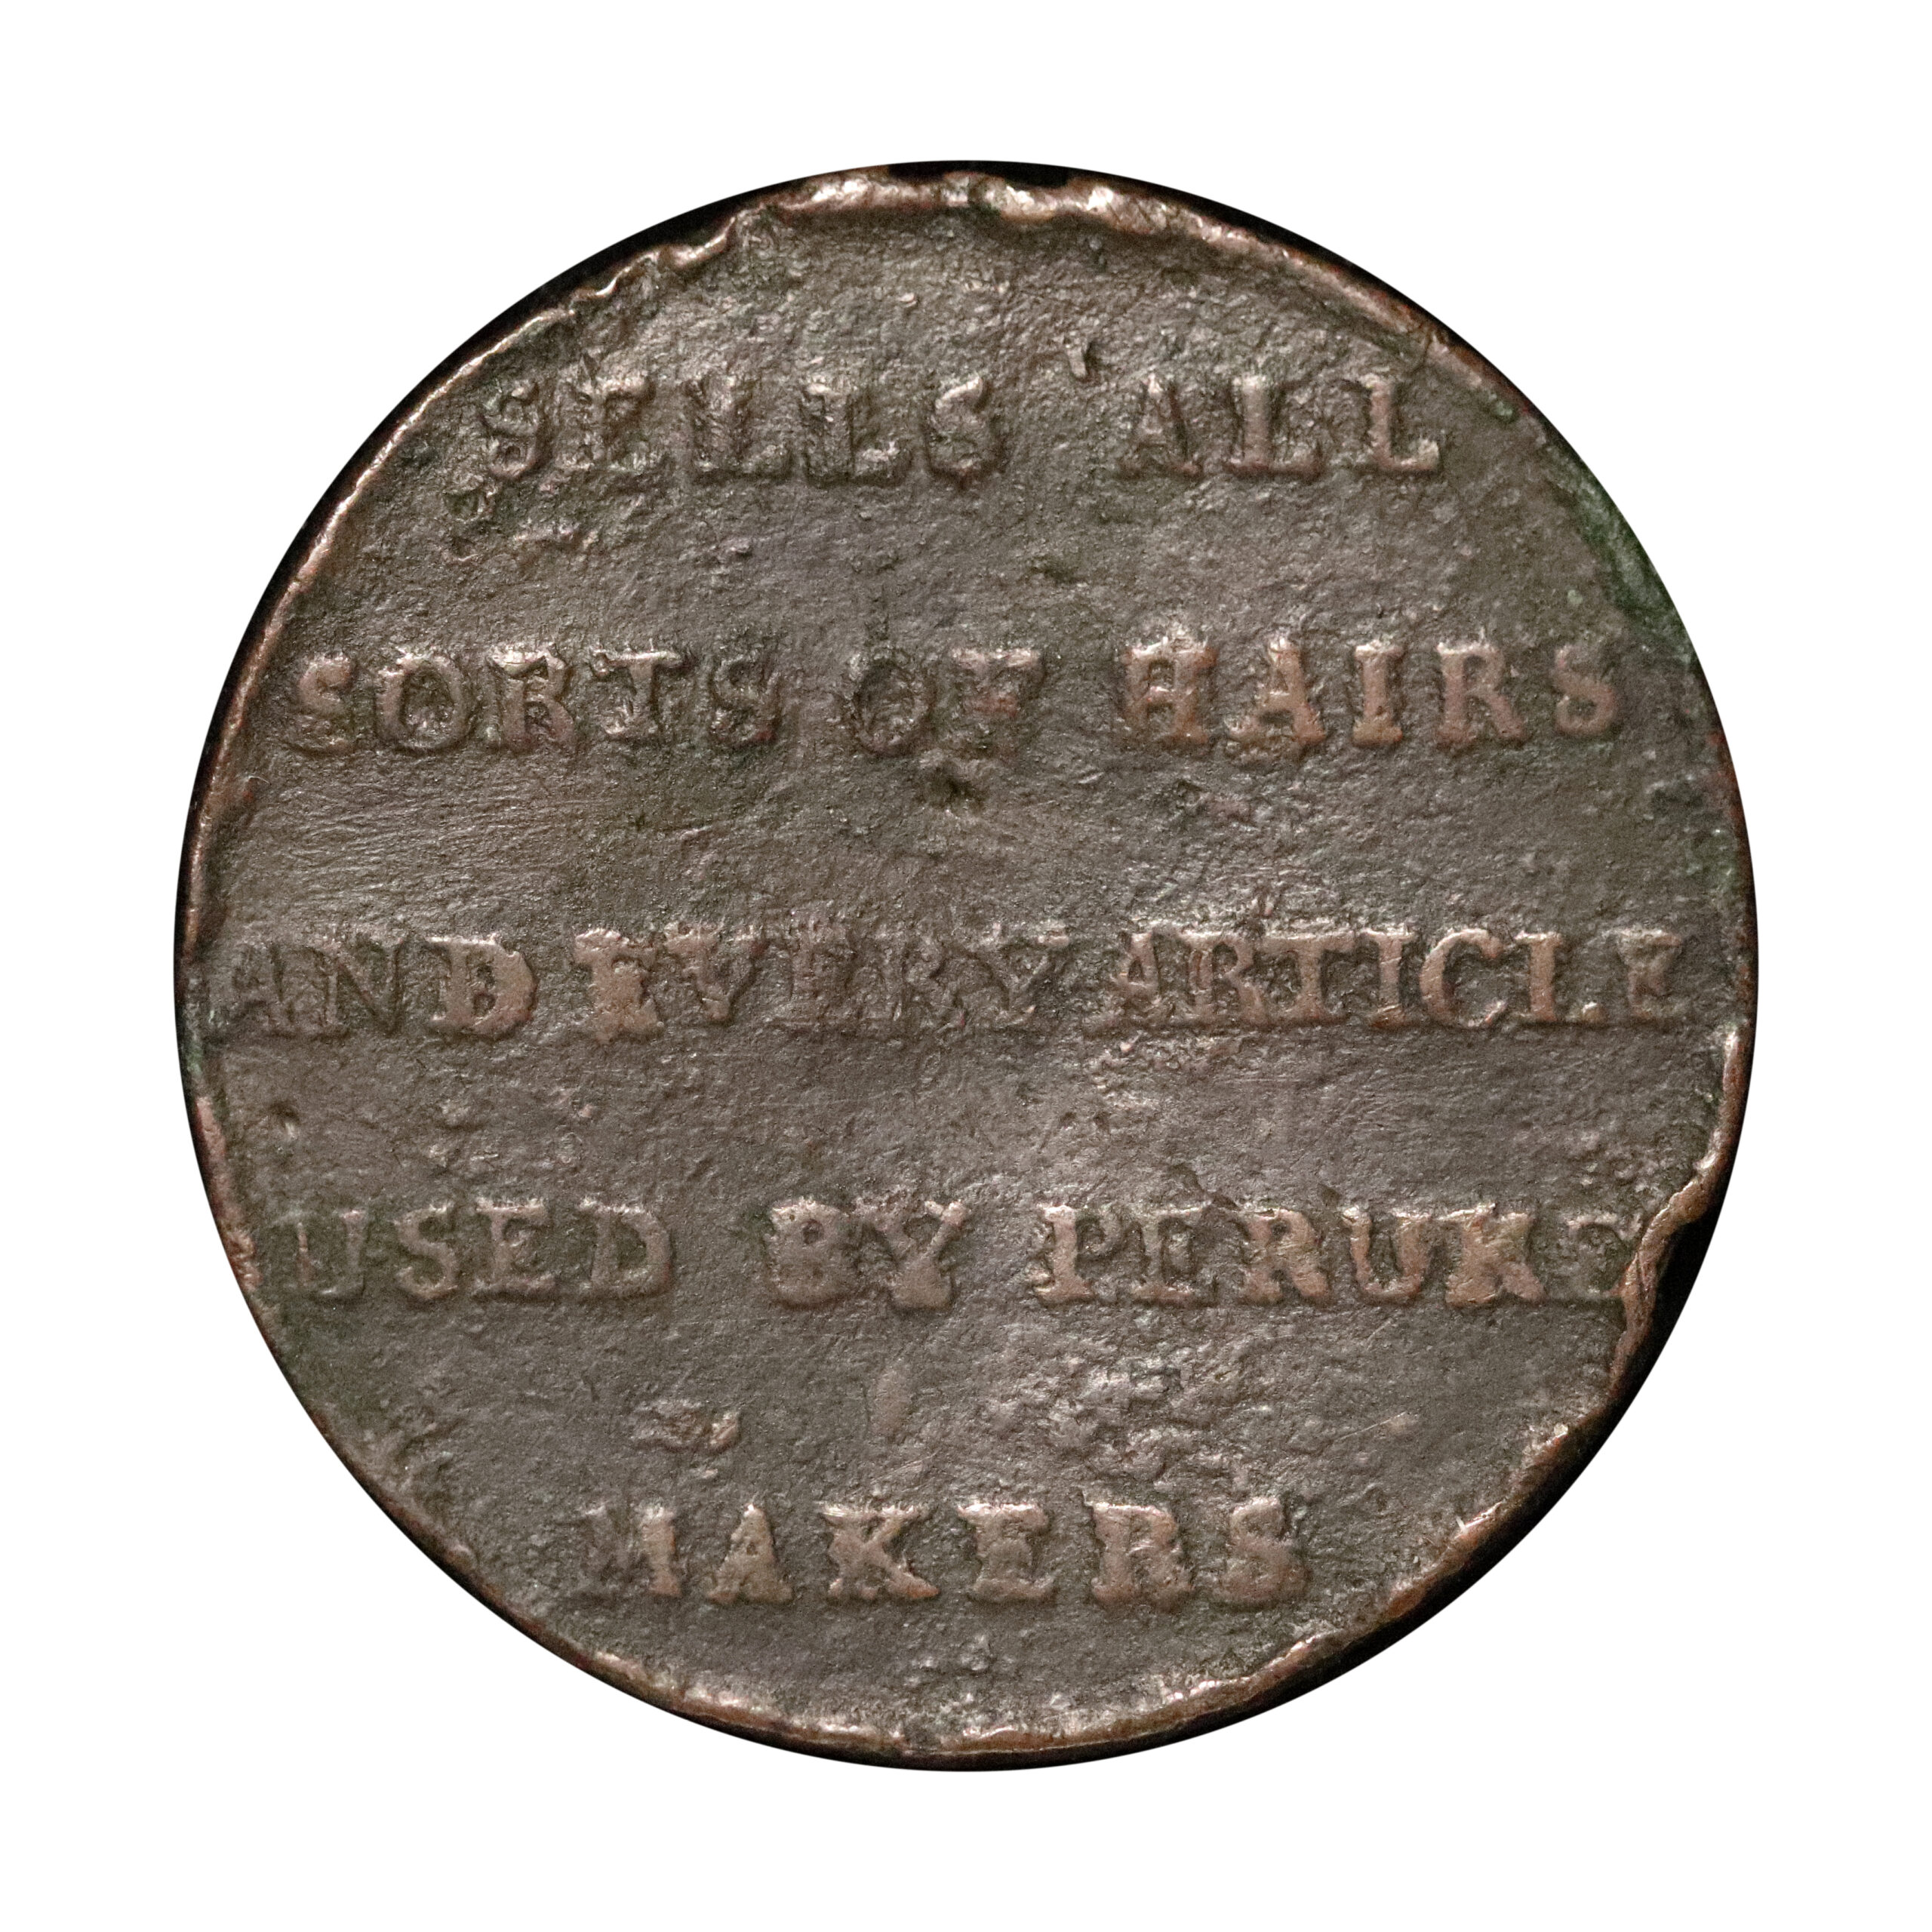 SELLS ALL
SORTS OF HAIRS
AND EVERY ARTICLE
USED BY PERUKE
MAKERS